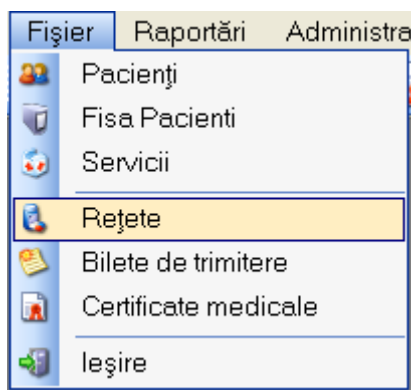 Fişier Raportări Administra
Pacienţi
Fisa Pacienti
Servicii
Reţete
Bilete de trimitere
Certificate medicale
Ieşire